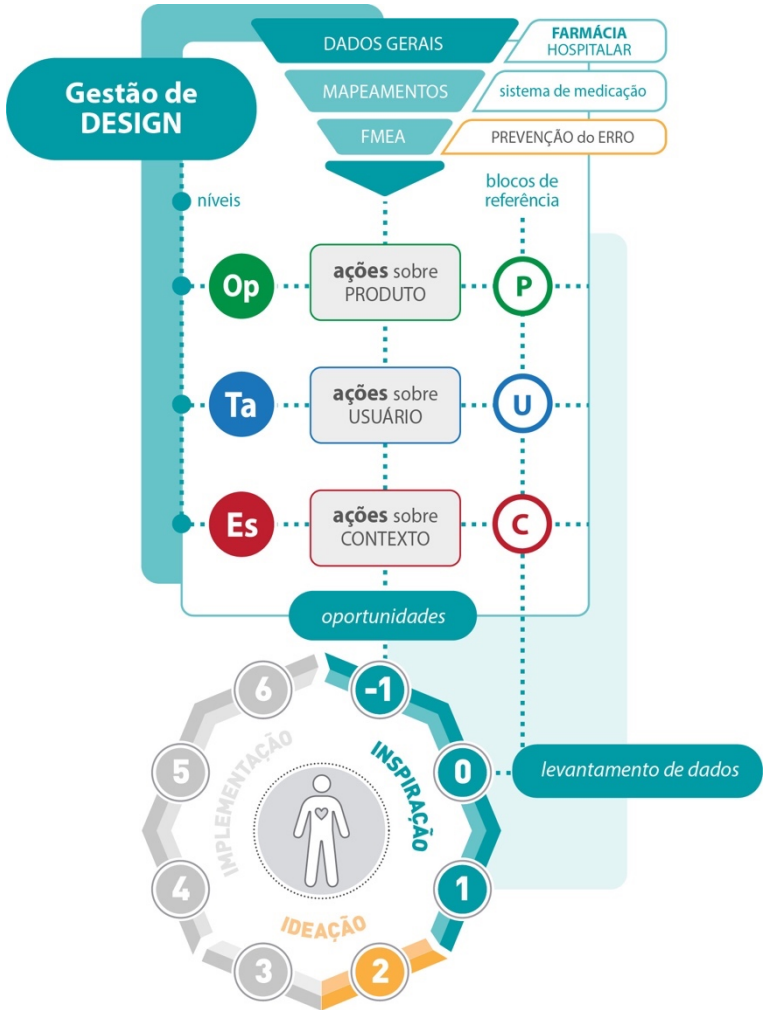 DADOS GERAIS
FARMÁCIA
HOSPITALAR
Gestão de
DESIGN
MAPEAMENTOS
sistema de medicação
FMEA
PREVENÇÃO do ERRO
níveis
blocos de
referência
Op
ações sobre
PRODUTO
P
Ta
ações sobre
USUÁRIO
U
Es
ações sobre
CONTEXTO
C
oportunidades
6
-1
5
0
levantamento de dados
INSPIRAÇÃO
IMPLEMENTAÇÃO
4
1
IDEAÇÃO
3
2